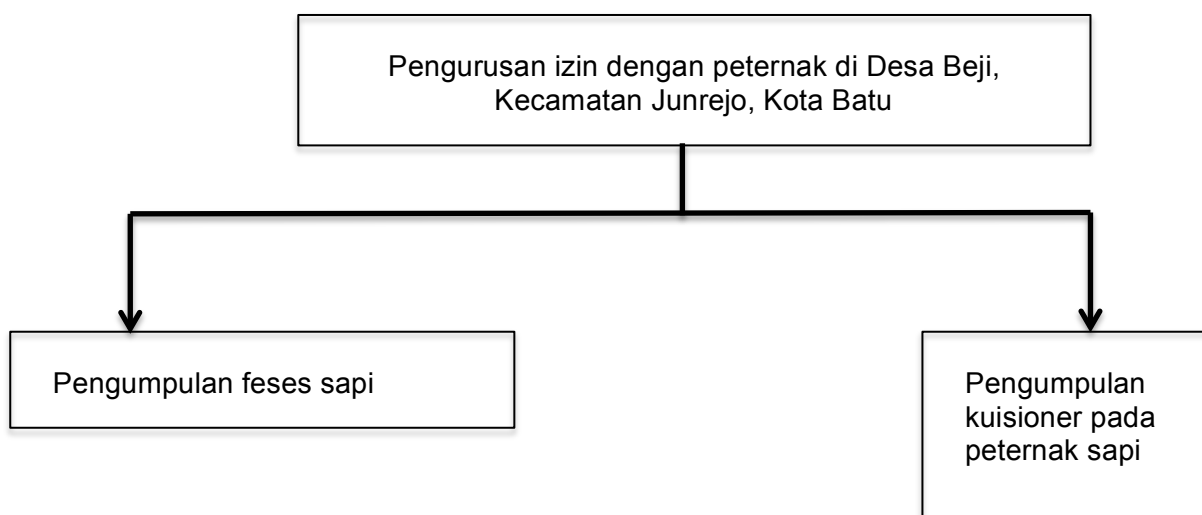 Pengurusan izin dengan peternak di Desa Beji,
Kecamatan Junrejo, Kota Batu
Pengumpulan feses sapi
Pengumpulan
kuisioner pada
peternak sapi